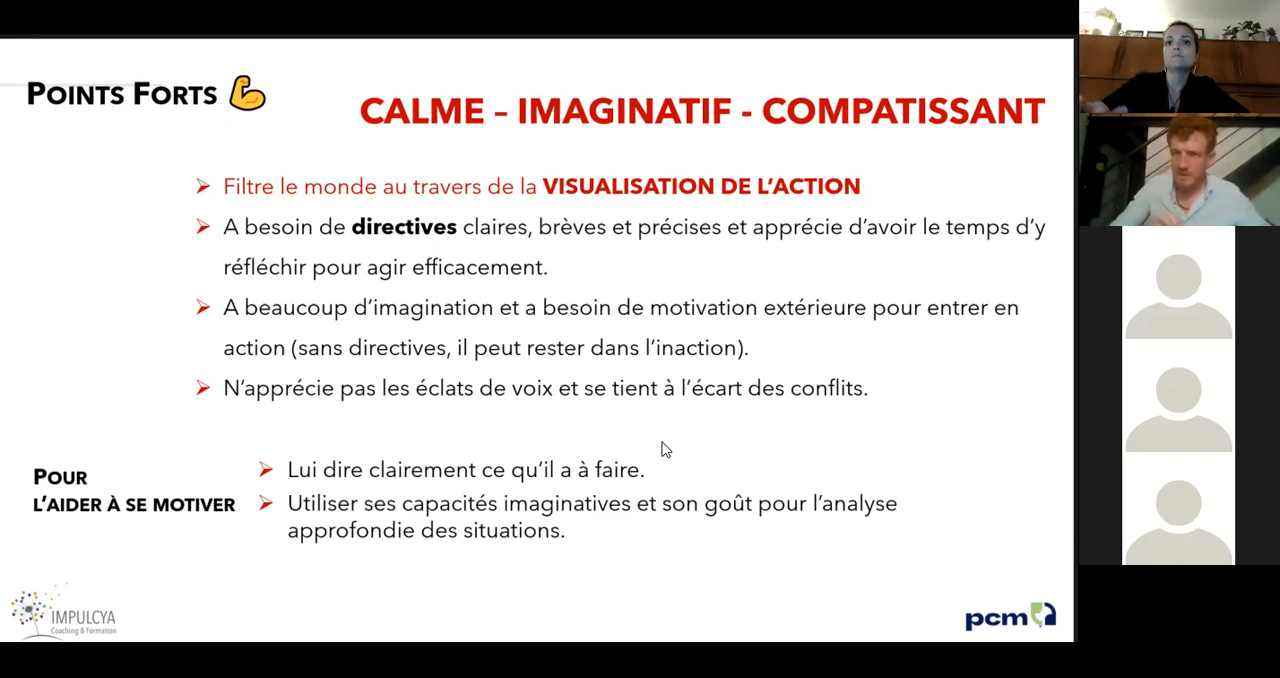 POINTS FORTS
CALME – IMAGINATIF - COMPATISSANT
Filtre le monde au travers de la VISUALISATION DE L’ACTION
A besoin de directives claires, brèves et précises et apprécie d’avoir le temps d’y
réfléchir pour agir efficacement.
A beaucoup d’imagination et a besoin de motivation extérieure pour entrer en
action (sans directives, il peut rester dans l’inaction).
N’apprécie pas les éclats de voix et se tient à l’écart des conflits.
POUR
L’AIDER À SE MOTIVER
Lui dire clairement ce qu’il a à faire.
Utiliser ses capacités imaginatives et son goût pour l’analyse
approfondie des situations.
IMPULCYA
Coaching & Formation
pcm